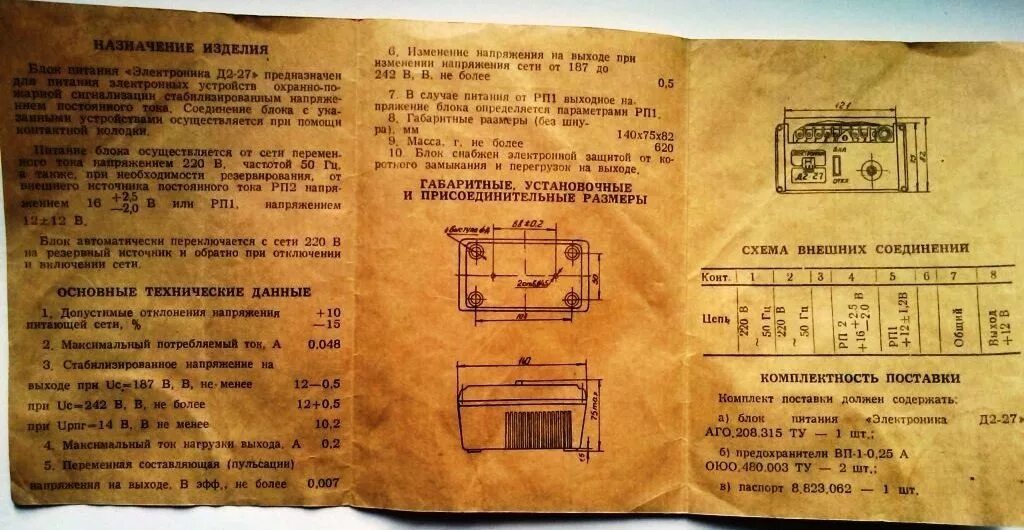 НАЗНАЧЕНИЕ ИЗДЕЛИЯ
Блок питания «Электроника Д2-27» предназначен
для питания электронных устройств охранно-по-
жарной сигнализации стабилизированным напряже-
нием постоянного тока. Соединение блока с ука-
занными устройствами осуществляется при помощи
контактной колодки.
Питание блока осуществляется от сети перемен-
ного тока напряжением 220 В, частотой 50 Гц,
а также, при необходимости резервирования, от
внешнего источника постоянного тока РП2 напря-
жением 16 +2,5 −2,0 В или РП1, напряжением
12±12 В.
Блок автоматически переключается с сети 220 В
на резервный источник и обратно при отключении
и включении сети.
ОСНОВНЫЕ ТЕХНИЧЕСКИЕ ДАННЫЕ
1. Допустимые отклонения напряжения +10
питающей сети, % −15
2. Максимальный потребляемый ток, А 0,048
3. Стабилизированное напряжение на
выходе при Uс=187 В, В, не менее 12−0,5
при Uс=242 В, В, не более 12+0,5
при Uрпг=14 В, В не менее 10,2
4. Максимальный ток нагрузки выхода, А 0,2
5. Переменная составляющая (пульсации)
напряжения на выходе, В эфф., не более 0,007
6. Изменение напряжения на выходе при
изменении напряжения сети от 187 до
242 В, В, не более 0,5
7. В случае питания от РП1 выходное на-
пряжение блока определяется параметрами РП1.
8. Габаритные размеры (без шну-
ра), мм 140х75х82
9. Масса, г, не более 620
10. Блок снабжен электронной защитой от ко-
роткого замыкания и перегрузок на выходе.
ГАБАРИТНЫЕ, УСТАНОВОЧНЫЕ
И ПРИСОЕДИНИТЕЛЬНЫЕ РАЗМЕРЫ
68±0,2
50
140
75max
121
ВКЛ
ОТКЛ
Д2-27
СХЕМА ВНЕШНИХ СОЕДИНЕНИЙ
Конт. 1 2 3 4 5 6 7 8
Цепь 220 В ~ 50 Гц 220 В ~ 50 Гц РП 2 +16 +2,5 −2,0 В РП1 +12±1,2В Общий Выход +12 В
КОМПЛЕКТНОСТЬ ПОСТАВКИ
Комплект поставки должен содержать:
а) блок питания «Электроника Д2-27»
АГО,208.315 ТУ — 1 шт.;
б) предохранители ВП-1-0,25 А
ОЮО,480.003 ТУ — 2 шт.;
в) паспорт 8,823,062 — 1 шт.